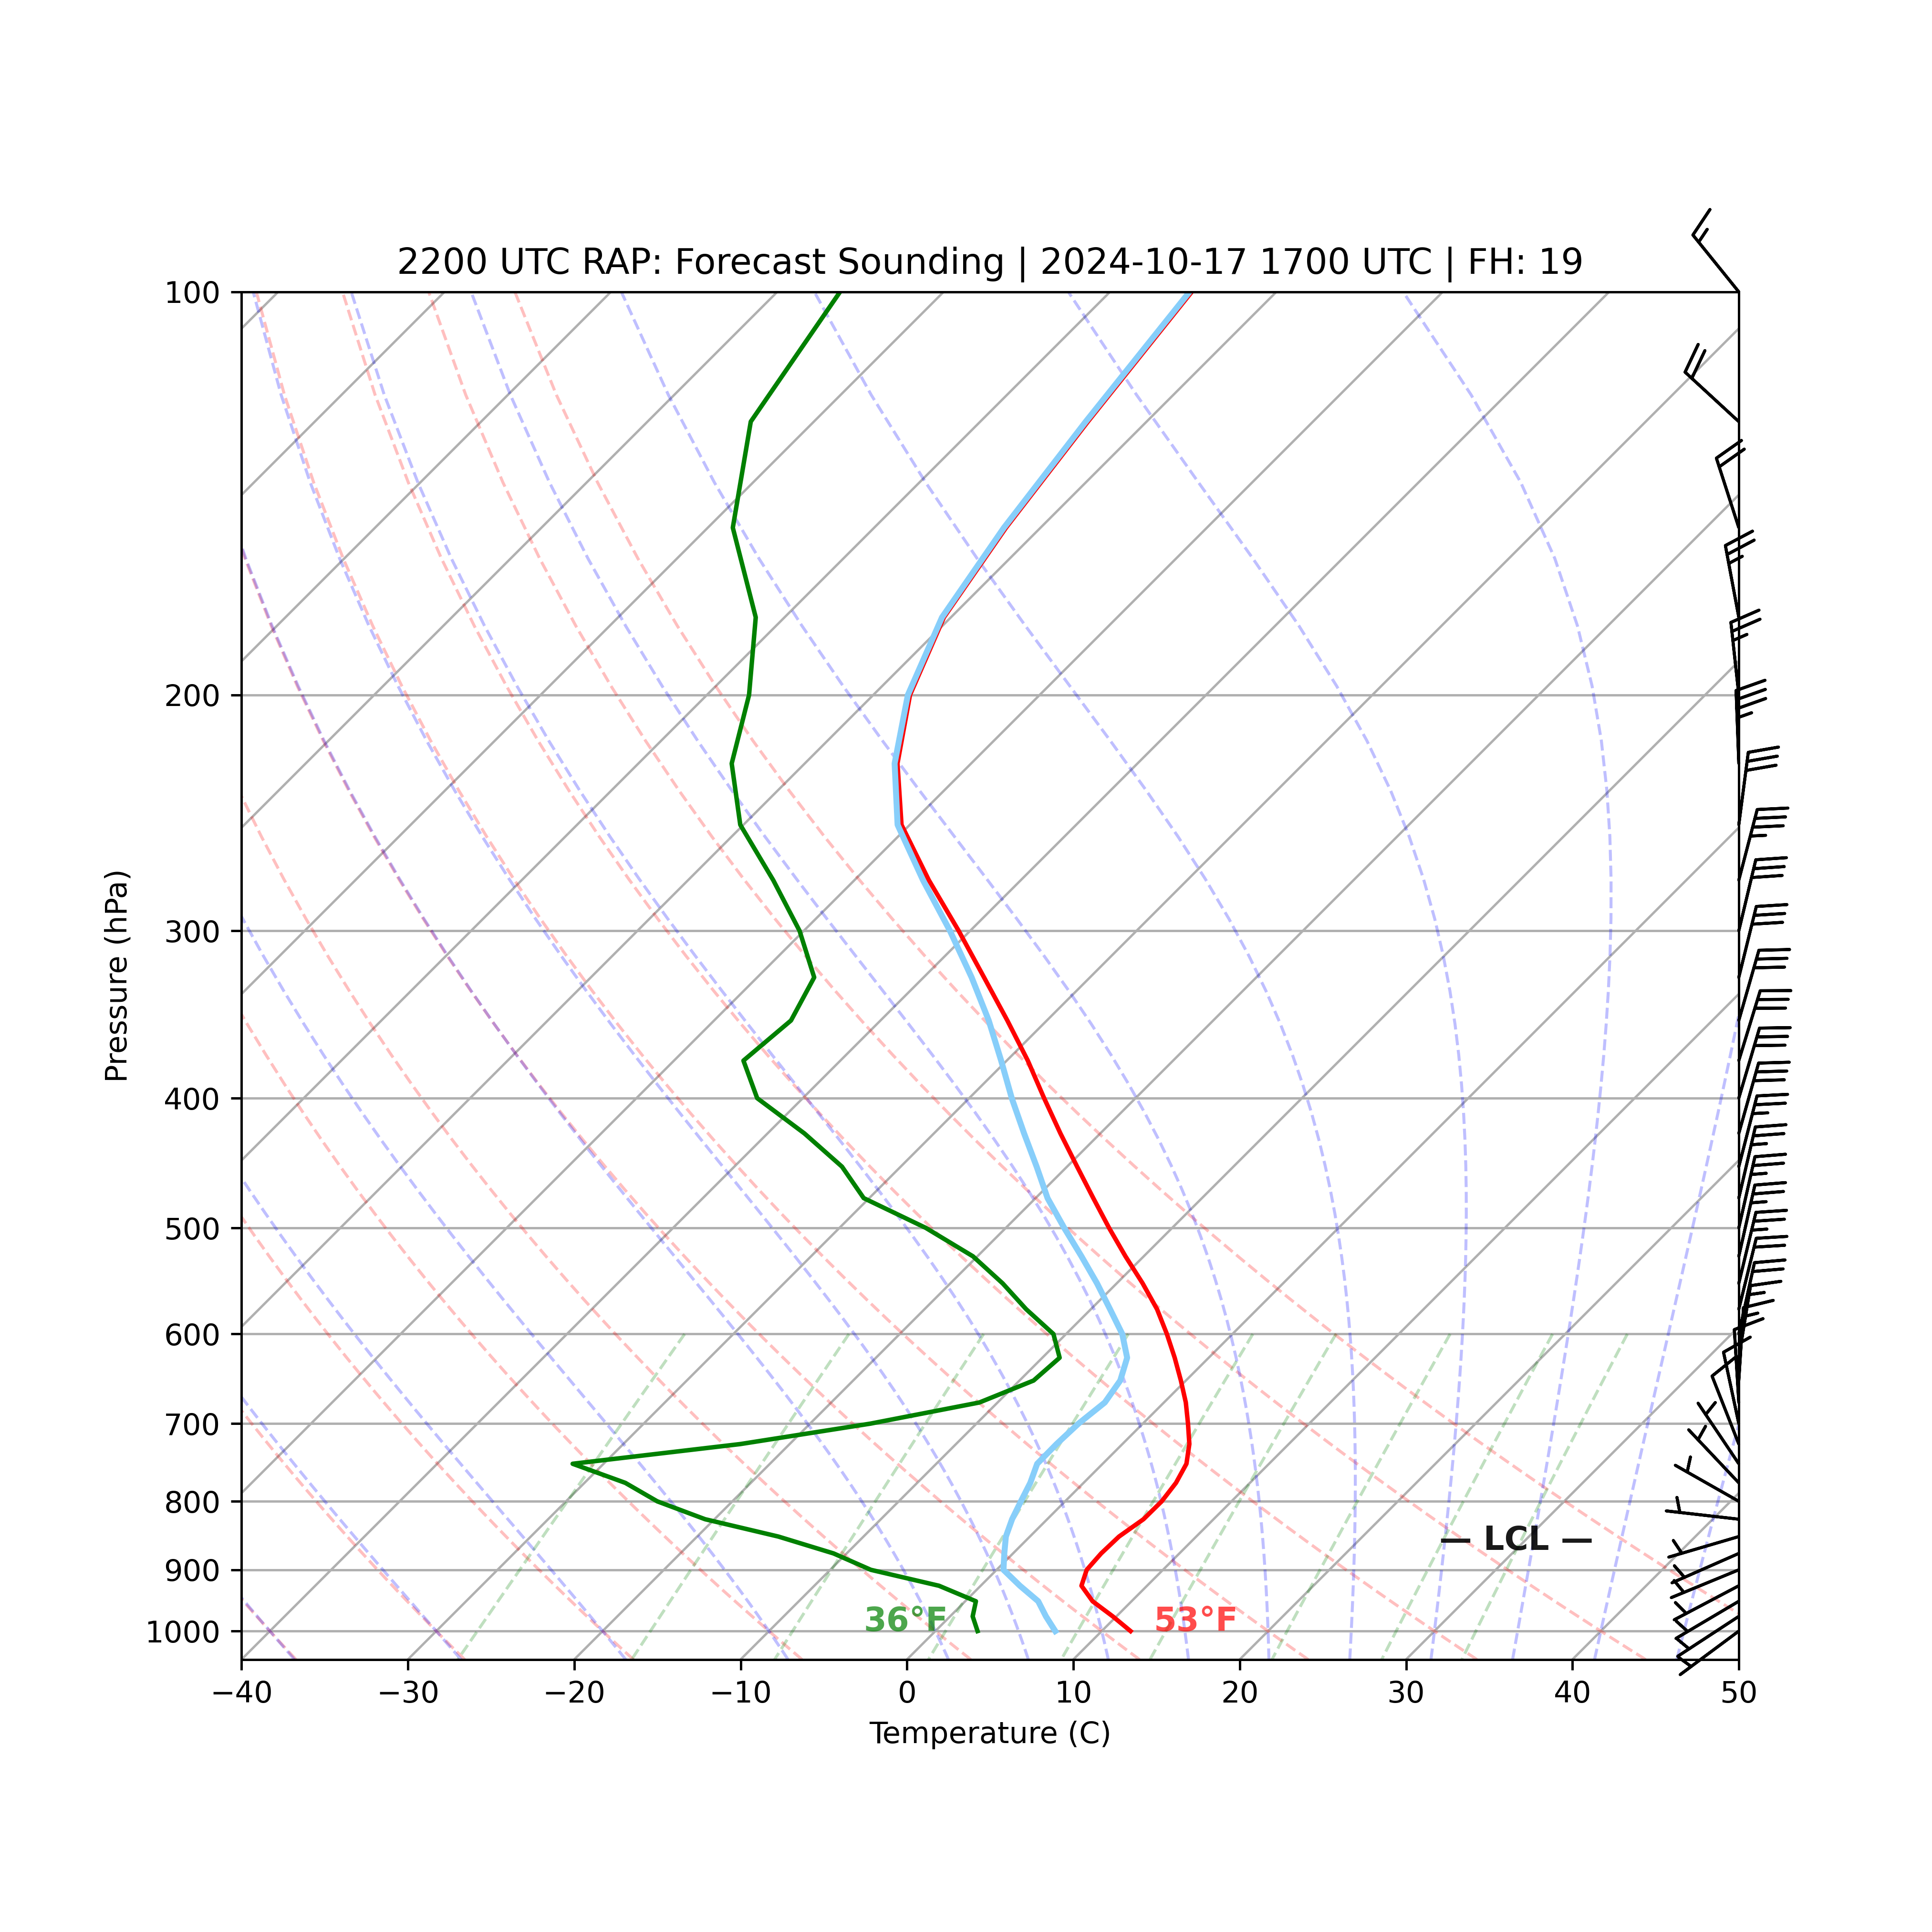 2200 UTC RAP: Forecast Sounding | 2024-10-17 1700 UTC | FH: 19
100
200
300
400
500
600
700
800
900
1000
Pressure (hPa)
— LCL —
36°F
53°F
−40 −30 −20 −10 0 10 20 30 40 50
Temperature (C)